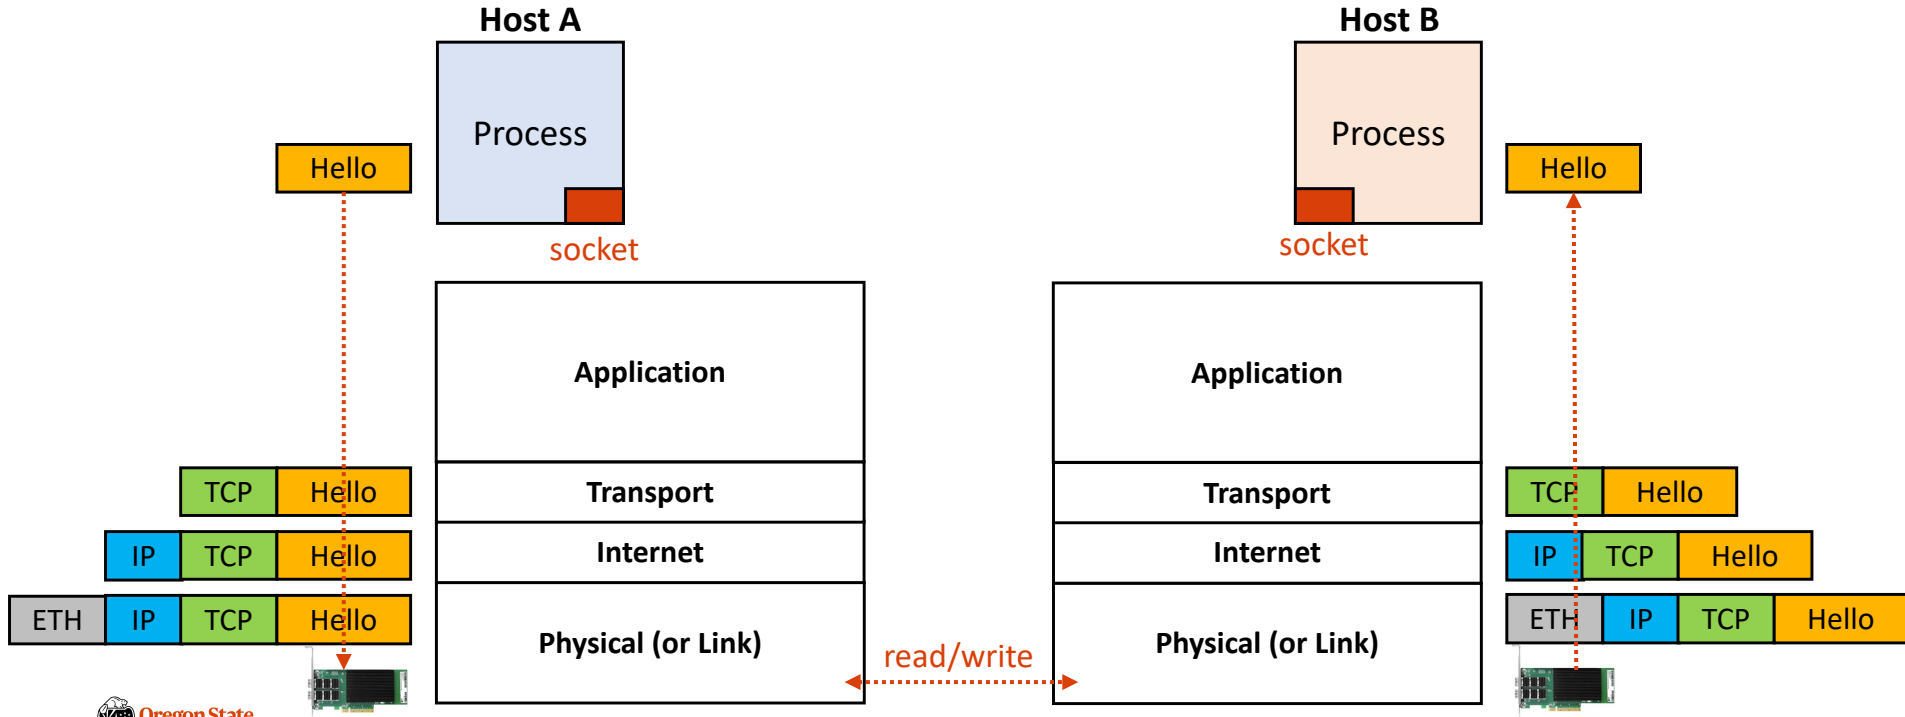 Host A
Host B
Process
Process
Hello
Hello
socket
socket
Application
Application
TCP Hello
Transport
Transport
TCP Hello
IP TCP Hello
Internet
Internet
IP TCP Hello
ETH IP TCP Hello
Physical (or Link)
read/write
Physical (or Link)
ETH IP TCP Hello
Oregon State